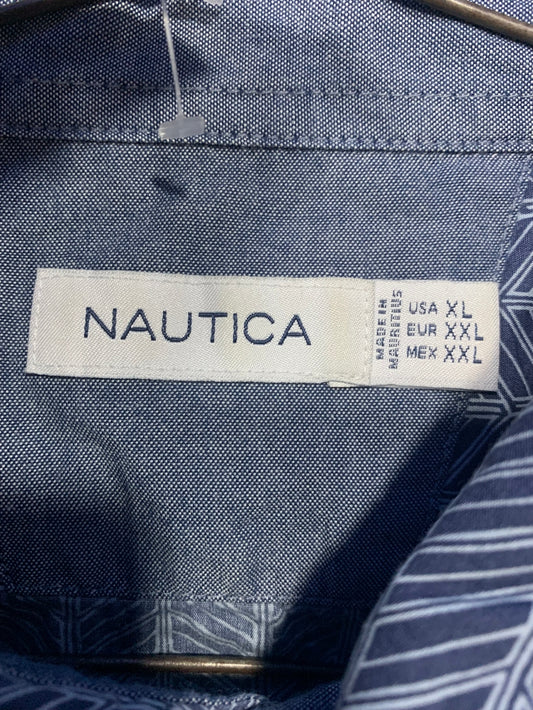 NAUTICA
MADE IN
MAURITIUS
USA XL
EUR XXL
MEX XXL